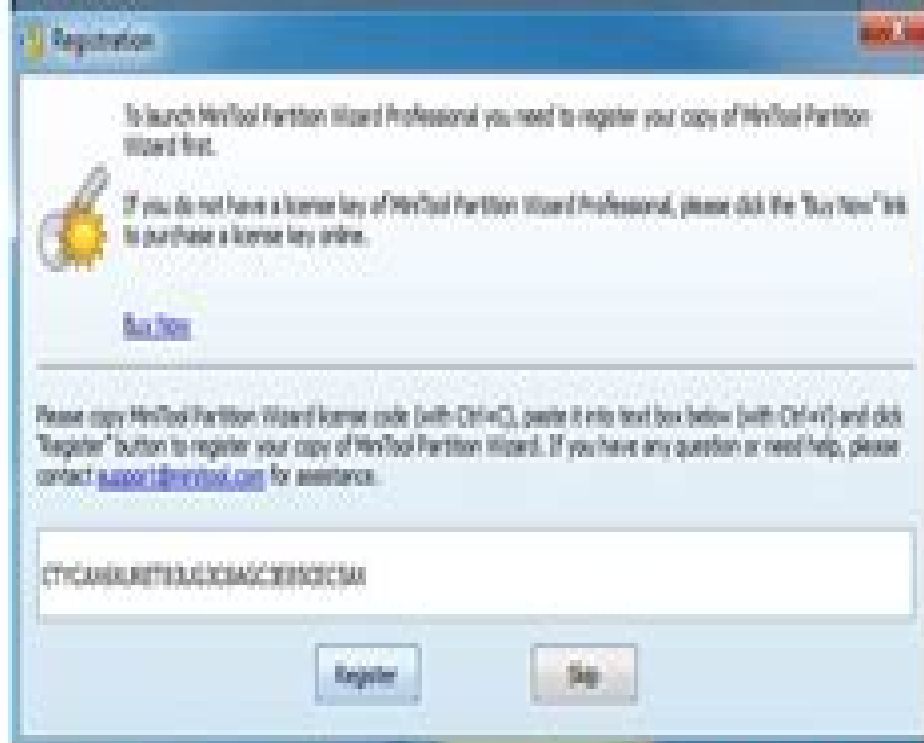 Registration
To launch MiniTool Partition Wizard Professional you need to register your copy of MiniTool Partition
Wizard first.
If you do not have a license key of MiniTool Partition Wizard Professional, please click the "Buy Now" link
to purchase a license key online.
Buy Now
Please copy MiniTool Partition Wizard license code (with Ctrl+C), paste it into text box below (with Ctrl+V) and click
"Register" button to register your copy of MiniTool Partition Wizard. If you have any question or need help, please
contact support@minitool.com for assistance.
Register
Skip